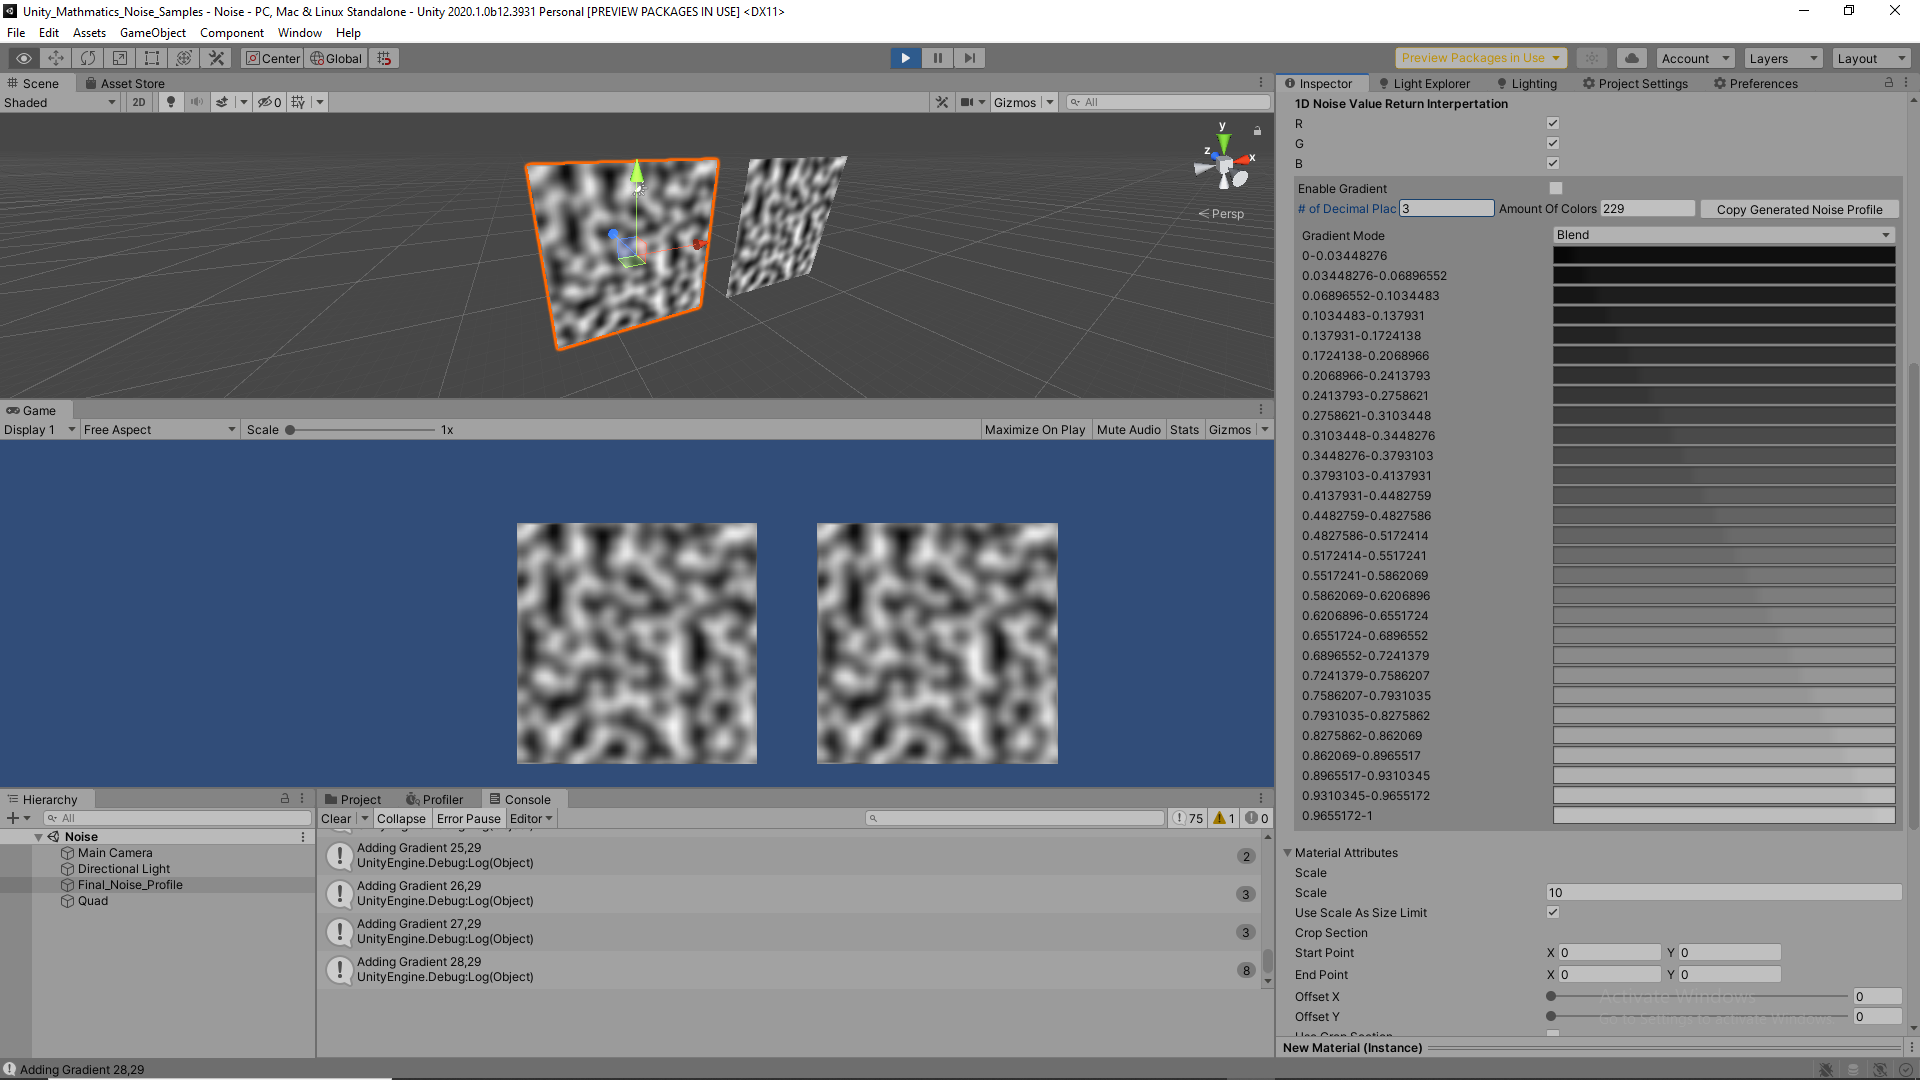 Unity_Mathmatics_Noise_Samples - Noise - PC, Mac & Linux Standalone - Unity 2020.1.0b12.3931 Personal [PREVIEW PACKAGES IN USE] <DX11>
File Edit Assets GameObject Component Window Help
Center Global Preview Packages in Use Account Layers Layout
Scene Asset Store
Shaded 2D 0 Gizmos All
y
z x
Persp
Game
Display 1 Free Aspect Scale 1x Maximize On Play Mute Audio Stats Gizmos
Hierarchy
All
Noise
Main Camera
Directional Light
Final_Noise_Profile
Quad
Project Profiler Console
Clear Collapse Error Pause Editor 75 1 0
Adding Gradient 25,29
UnityEngine.Debug:Log(Object) 2
Adding Gradient 26,29
UnityEngine.Debug:Log(Object) 3
Adding Gradient 27,29
UnityEngine.Debug:Log(Object) 3
Adding Gradient 28,29
UnityEngine.Debug:Log(Object) 8
Inspector Light Explorer Lighting Project Settings Preferences
1D Noise Value Return Interpertation
R
G
B
Enable Gradient
# of Decimal Plac 3 Amount Of Colors 229 Copy Generated Noise Profile
Gradient Mode Blend
0-0.03448276
0.03448276-0.06896552
0.06896552-0.1034483
0.1034483-0.137931
0.137931-0.1724138
0.1724138-0.2068966
0.2068966-0.2413793
0.2413793-0.2758621
0.2758621-0.3103448
0.3103448-0.3448276
0.3448276-0.3793103
0.3793103-0.4137931
0.4137931-0.4482759
0.4482759-0.4827586
0.4827586-0.5172414
0.5172414-0.5517241
0.5517241-0.5862069
0.5862069-0.6206896
0.6206896-0.6551724
0.6551724-0.6896552
0.6896552-0.7241379
0.7241379-0.7586207
0.7586207-0.7931035
0.7931035-0.8275862
0.8275862-0.862069
0.862069-0.8965517
0.8965517-0.9310345
0.9310345-0.9655172
0.9655172-1
Material Attributes
Scale
Scale 10
Use Scale As Size Limit
Crop Section
Start Point X 0 Y 0
End Point X 0 Y 0
Offset X 0
Activate Windows
Offset Y 0
Go to Settings to activate Windows.
Use Crop Section
New Material (Instance)
Adding Gradient 28,29